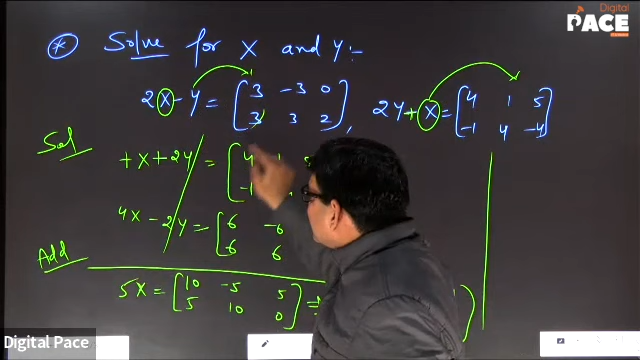 Digital
PACE
* Solve for X and Y:-
2X - Y = [3 -3 0
3 3 2], 2Y + X = [4 1 5
-1 4 -4]
Sol
+X + 2Y = [4 1
-1
4X - 2Y = [6 -6
6 6
Add
5X = [10 -5 5
5 10 0] ⇒
Digital Pace